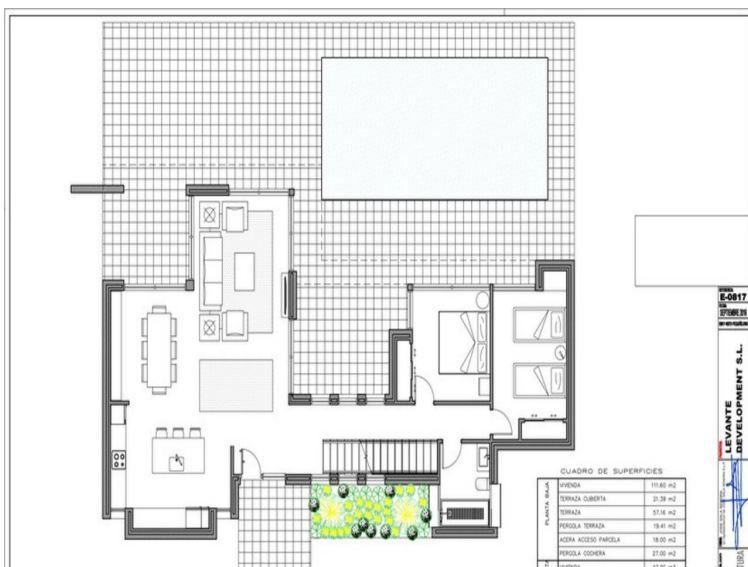 E-0817
SEPTIEMBRE 2016
LEVANTE
DEVELOPMENT S.L.
CUADRO DE SUPERFICIES
PLANTA BAJA
VIVIENDA 111.60 m2
TERRAZA CUBIERTA 21.39 m2
TERRAZA 57.16 m2
PERGOLA TERRAZA 19.41 m2
ACERA ACCESO PARCELA 18.00 m2
PERGOLA COCHERA 27.00 m2
VIVIENDA